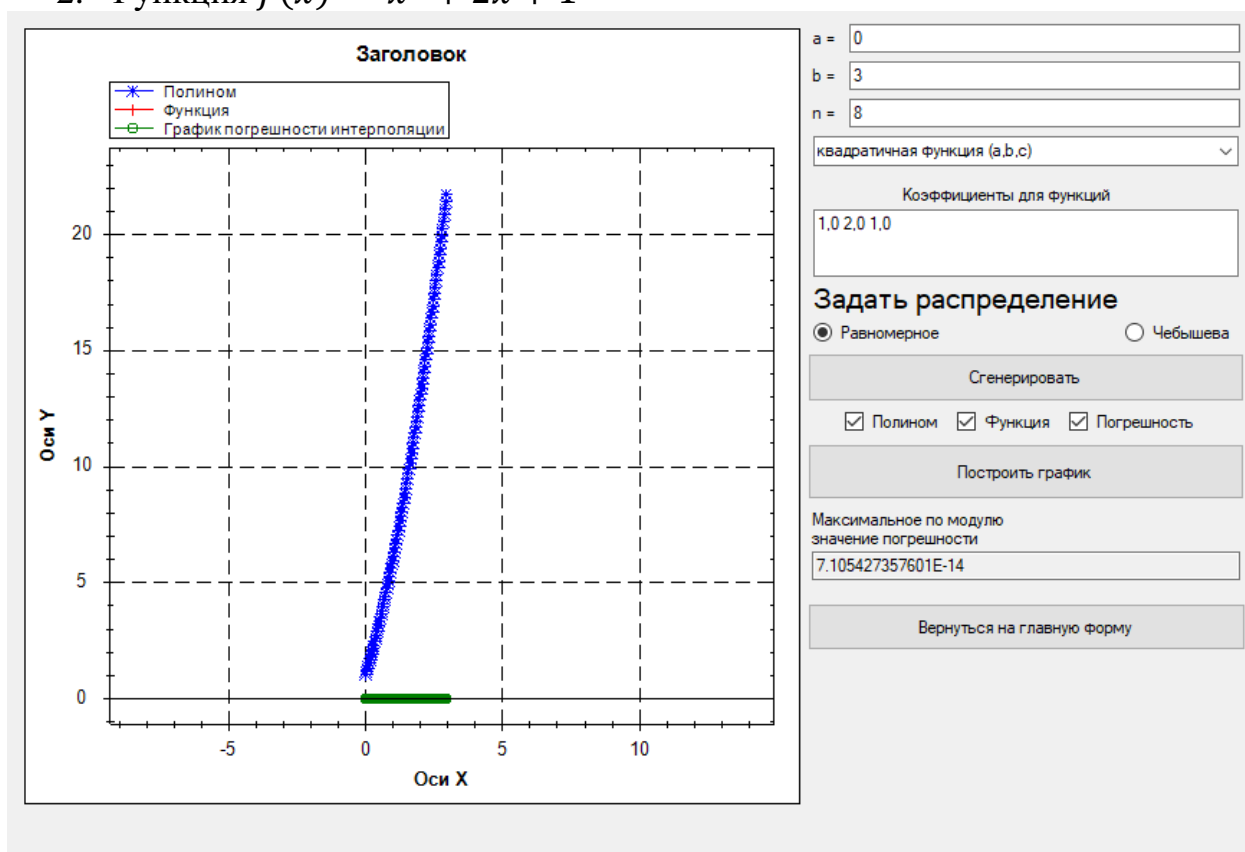 2. Функция
Заголовок
Полином
Функция
График погрешности интерполяции
20
15
10
5
0
-5
0
5
10
Оси Y
Оси X
a =
0
b =
3
n =
8
квадратичная функция (a,b,c)
Коэффициенты для функций
1,0 2,0 1,0
Задать распределение
Равномерное
Чебышева
Сгенерировать
Полином
Функция
Погрешность
Построить график
Максимальное по модулю
значение погрешности
7.105427357601E-14
Вернуться на главную форму